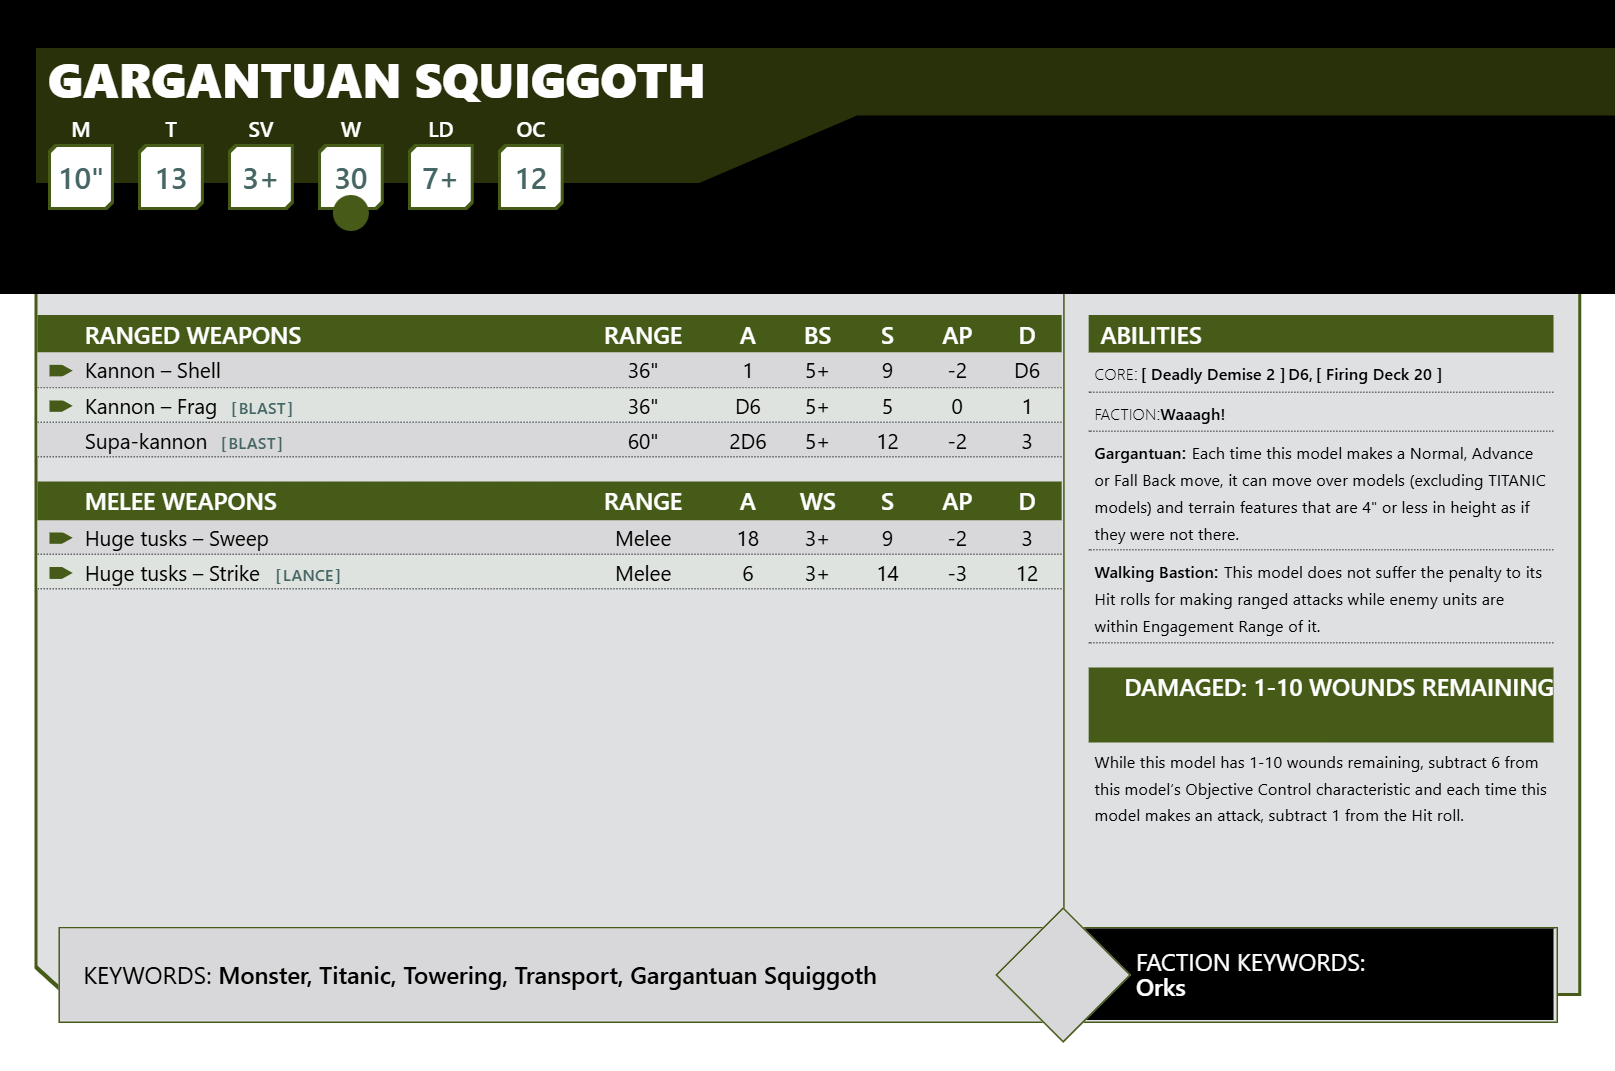 GARGANTUAN SQUIGGOTH
M T SV W LD OC
10" 13 3+ 30 7+ 12
RANGED WEAPONS RANGE A BS S AP D
Kannon – Shell 36" 1 5+ 9 -2 D6
Kannon – Frag [BLAST] 36" D6 5+ 5 0 1
Supa-kannon [BLAST] 60" 2D6 5+ 12 -2 3
MELEE WEAPONS RANGE A WS S AP D
Huge tusks – Sweep Melee 18 3+ 9 -2 3
Huge tusks – Strike [LANCE] Melee 6 3+ 14 -3 12
ABILITIES
CORE: [ Deadly Demise 2 ] D6, [ Firing Deck 20 ]
FACTION:Waaagh!
Gargantuan: Each time this model makes a Normal, Advance
or Fall Back move, it can move over models (excluding TITANIC
models) and terrain features that are 4" or less in height as if
they were not there.
Walking Bastion: This model does not suffer the penalty to its
Hit rolls for making ranged attacks while enemy units are
within Engagement Range of it.
DAMAGED: 1-10 WOUNDS REMAINING
While this model has 1-10 wounds remaining, subtract 6 from
this model’s Objective Control characteristic and each time this
model makes an attack, subtract 1 from the Hit roll.
KEYWORDS: Monster, Titanic, Towering, Transport, Gargantuan Squiggoth
FACTION KEYWORDS:
Orks